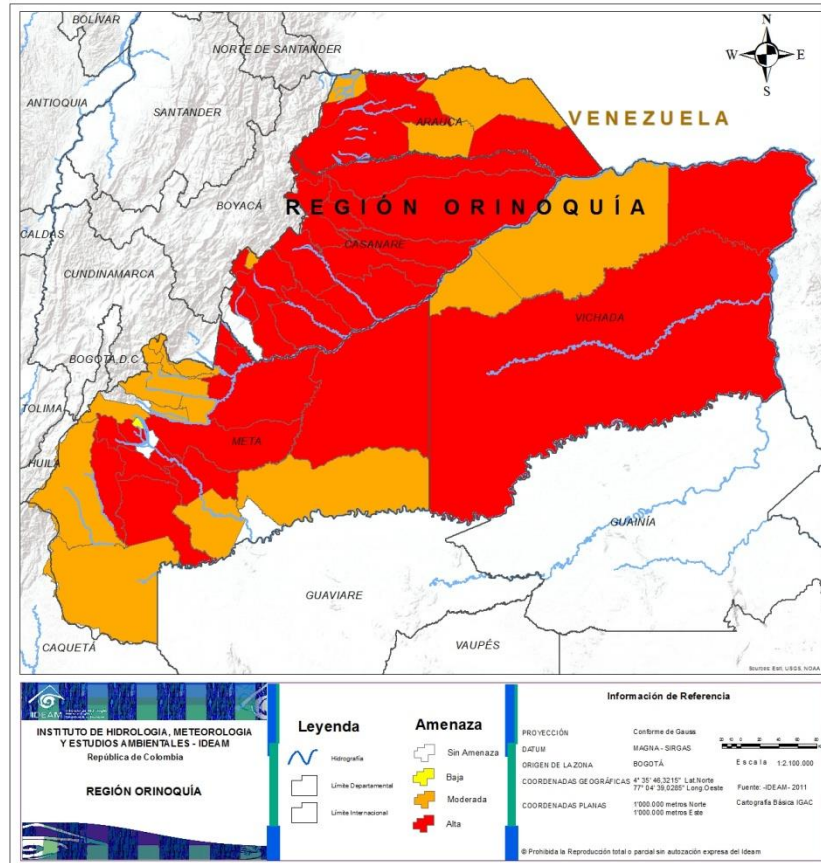 BOLÍVAR
NORTE DE SANTANDER
N
W E
S
ANTIOQUIA
SANTANDER
ARAUCA
VENEZUELA
BOYACÁ
REGIÓN ORINOQUÍA
CALDAS
CASANARE
CUNDINAMARCA
VICHADA
BOGOTÁ D.C
TOLIMA
META
HUILA
GUAINÍA
GUAVIARE
CAQUETÁ
VAUPÉS
Sources: Esri, USGS, NOAA
IDEAM
INSTITUTO DE HIDROLOGIA, METEOROLOGIA
Y ESTUDIOS AMBIENTALES - IDEAM
República de Colombia
REGIÓN ORINOQUÍA
Leyenda
Hidrografía
Límite Departamental
Límite Internacional
Amenaza
Sin Amenaza
Baja
Moderada
Alta
Información de Referencia
PROYECCIÓN Conforme de Gauss
DATUM MAGNA - SIRGAS
ORIGEN DE LA ZONA BOGOTÁ
Escala 1:2.100.000
COORDENADAS GEOGRÁFICAS 4° 35' 46,3215" Lat.Norte
77° 04' 39,0285" Long.Oeste
Fuente: -IDEAM- 2011
COORDENADAS PLANAS 1'000.000 metros Norte
1'000.000 metros Este
Cartografía Básica IGAC
© Prohibida la Reproducción total o parcial sin autozación expresa del Ideam